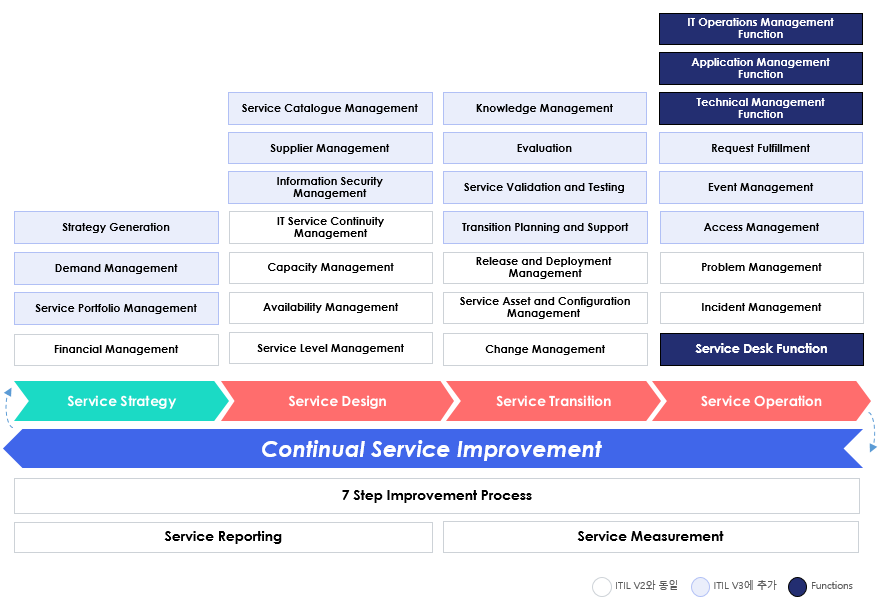 IT Operations Management
Function
Application Management
Function
Service Catalogue Management
Knowledge Management
Technical Management
Function
Supplier Management
Evaluation
Request Fulfillment
Information Security
Management
Service Validation and Testing
Event Management
Strategy Generation
IT Service Continuity
Management
Transition Planning and Support
Access Management
Demand Management
Capacity Management
Release and Deployment
Management
Problem Management
Service Portfolio Management
Availability Management
Service Asset and Configuration
Management
Incident Management
Financial Management
Service Level Management
Change Management
Service Desk Function
Service Strategy
Service Design
Service Transition
Service Operation
Continual Service Improvement
7 Step Improvement Process
Service Reporting
Service Measurement
ITIL V2와 동일
ITIL V3에 추가
Functions